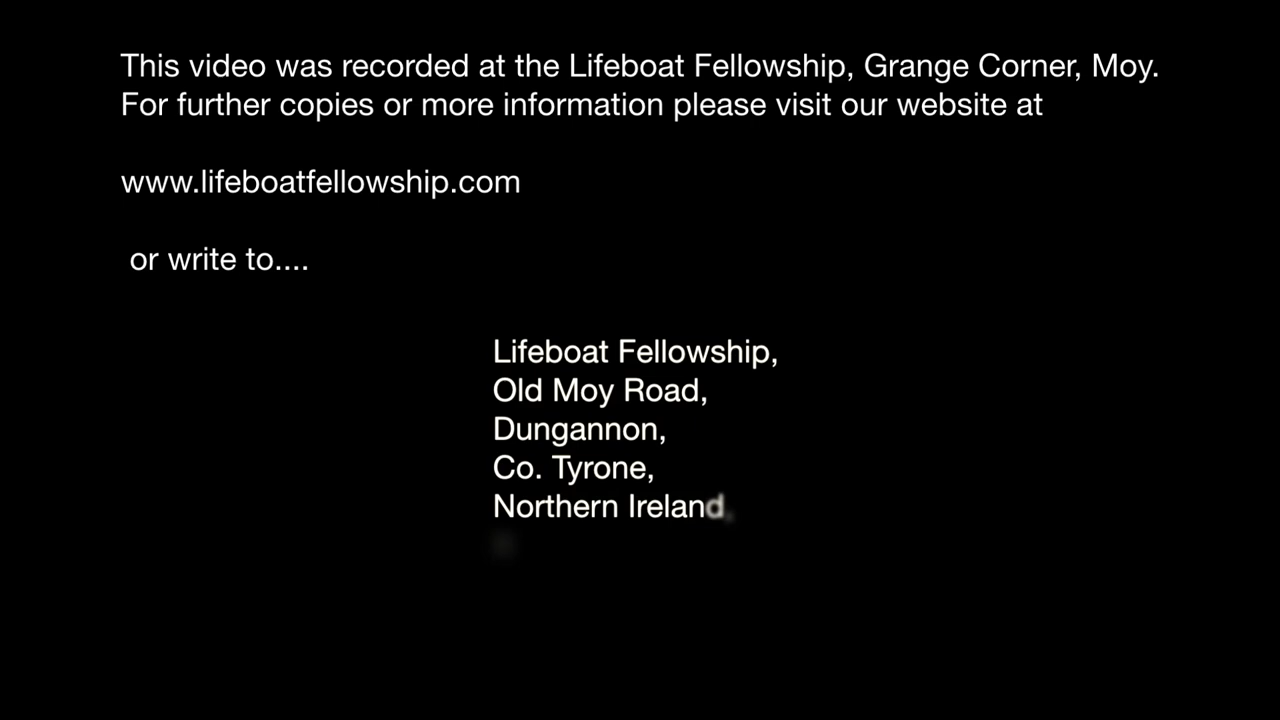 This video was recorded at the Lifeboat Fellowship, Grange Corner, Moy.
For further copies or more information please visit our website at
www.lifeboatfellowship.com
or write to....
Lifeboat Fellowship,
Old Moy Road,
Dungannon,
Co. Tyrone,
Northern Ireland,